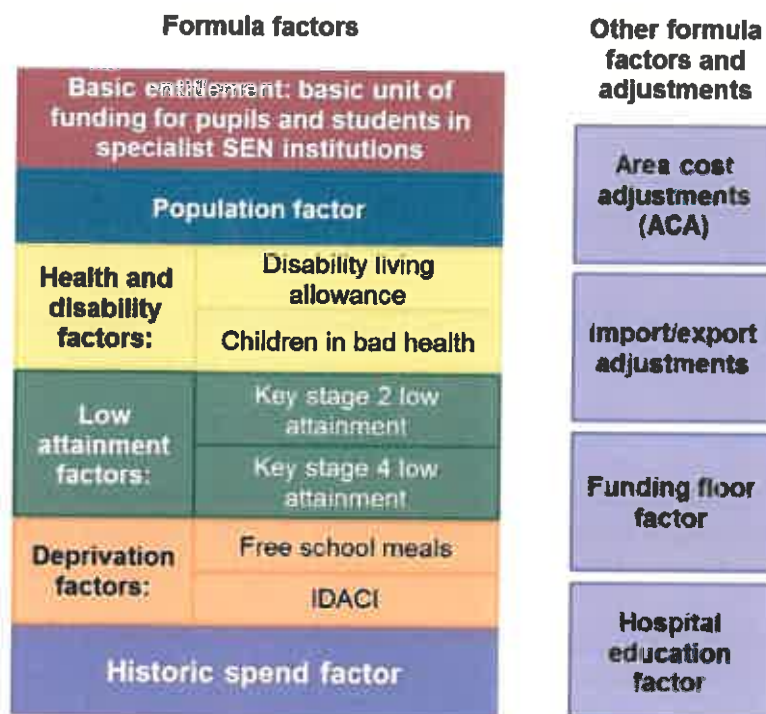 Formula factors
Basic entitlement: basic unit of
funding for pupils and students in
specialist SEN institutions
Population factor
Health and
disability
factors:
Disability living
allowance
Children in bad health
Low
attainment
factors:
Key stage 2 low
attainment
Key stage 4 low
attainment
Deprivation
factors:
Free school meals
IDACI
Historic spend factor
Other formula
factors and
adjustments
Area cost
adjustments
(ACA)
Import/export
adjustments
Funding floor
factor
Hospital
education
factor